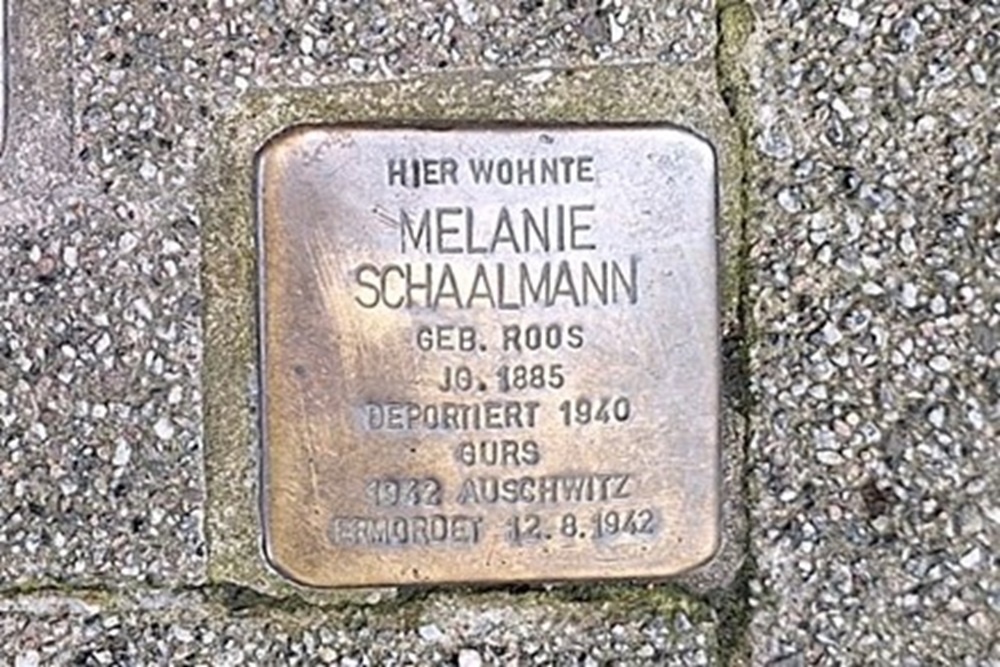 HIER WOHNTE
MELANIE
SCHAALMANN
GEB. ROOS
JG. 1885
DEPORTIERT 1940
GURS
1942 AUSCHWITZ
ERMORDET 12.8.1942